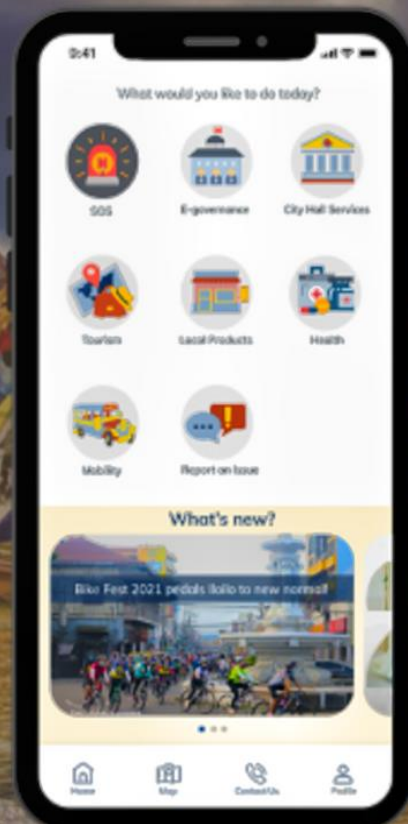 9:41
What would you like to do today?
SOS
E-governance
City Hall Services
Tourism
Local Products
Health
Mobility
Report an Issue
What's new?
Bike Fest 2021 pedals Iloilo to new normal!
Home
Map
Contact Us
Profile